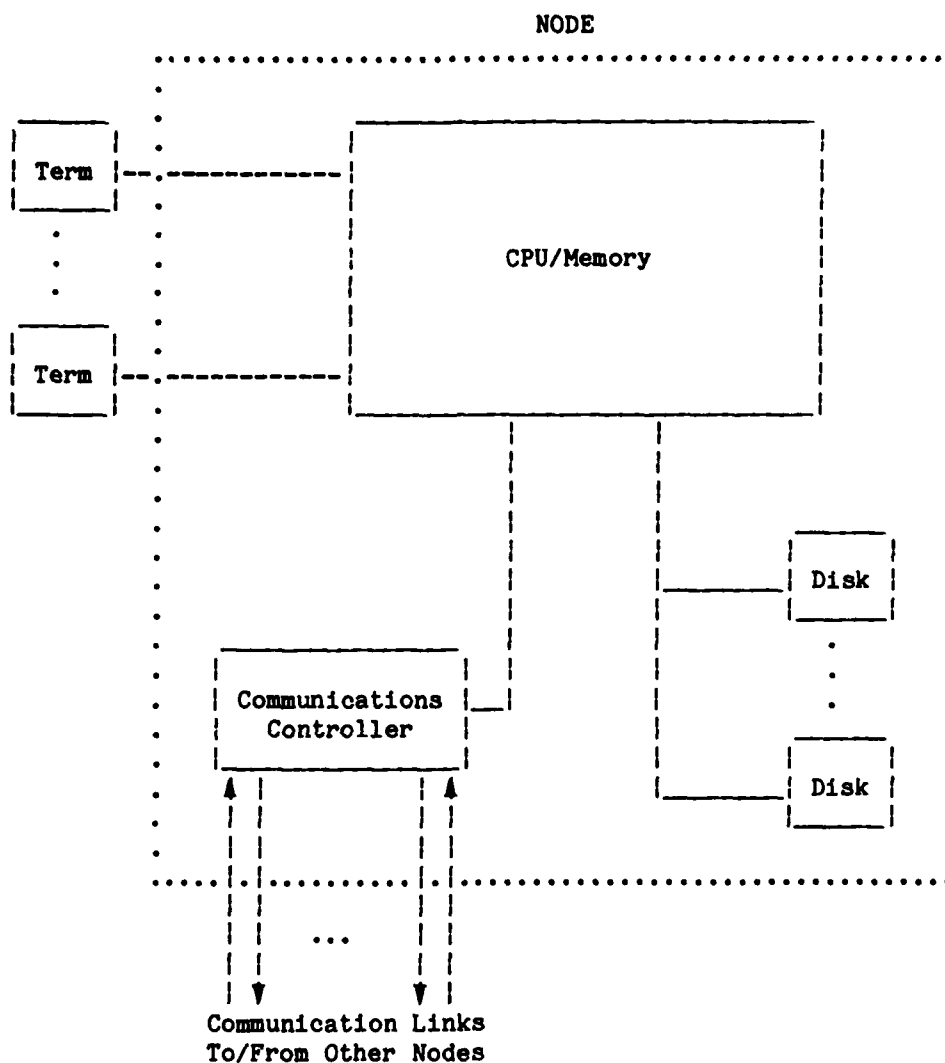 NODE
Term
CPU/Memory
Term
Disk
Communications
Controller
Disk
...
Communication Links
To/From Other Nodes